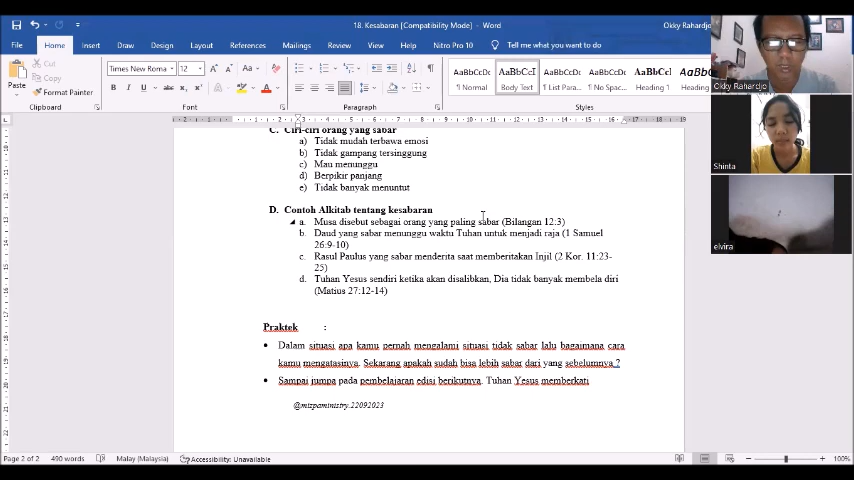 18. Kesabaran [Compatibility Mode] - Word
Okky Rahardjo
File Home Insert Draw Design Layout References Mailings Review View Help Nitro Pro 10 Tell me what you want to do
Paste
Cut
Copy
Format Painter
Clipboard
Times New Roma 12
Font
Paragraph
AaBbCcDc AaBbCcI AaBbCcDc AaBbCcDc AaBbCcI AaBbC
¶ Normal Body Text ¶ List Para... ¶ No Spac... Heading 1 Heading
Styles
C. Ciri-ciri orang yang sabar
a) Tidak mudah terbawa emosi
b) Tidak gampang tersinggung
c) Mau menunggu
d) Berpikir panjang
e) Tidak banyak menuntut
D. Contoh Alkitab tentang kesabaran
a. Musa disebut sebagai orang yang paling sabar (Bilangan 12:3)
b. Daud yang sabar menunggu waktu Tuhan untuk menjadi raja (1 Samuel
26:9-10)
c. Rasul Paulus yang sabar menderita saat memberitakan Injil (2 Kor. 11:23-
25)
d. Tuhan Yesus sendiri ketika akan disalibkan, Dia tidak banyak membela diri
(Matius 27:12-14)
Praktek :
Dalam situasi apa kamu pernah mengalami situasi tidak sabar lalu bagaimana cara
kamu mengatasinya. Sekarang apakah sudah bisa lebih sabar dari yang sebelumnya ?
Sampai jumpa pada pembelajaran edisi berikutnya. Tuhan Yesus memberkati
@mizpaministry.22092023
Page 2 of 2 490 words Malay (Malaysia) Accessibility: Unavailable 100%
Okky Rahardjo
Shinta
elvira